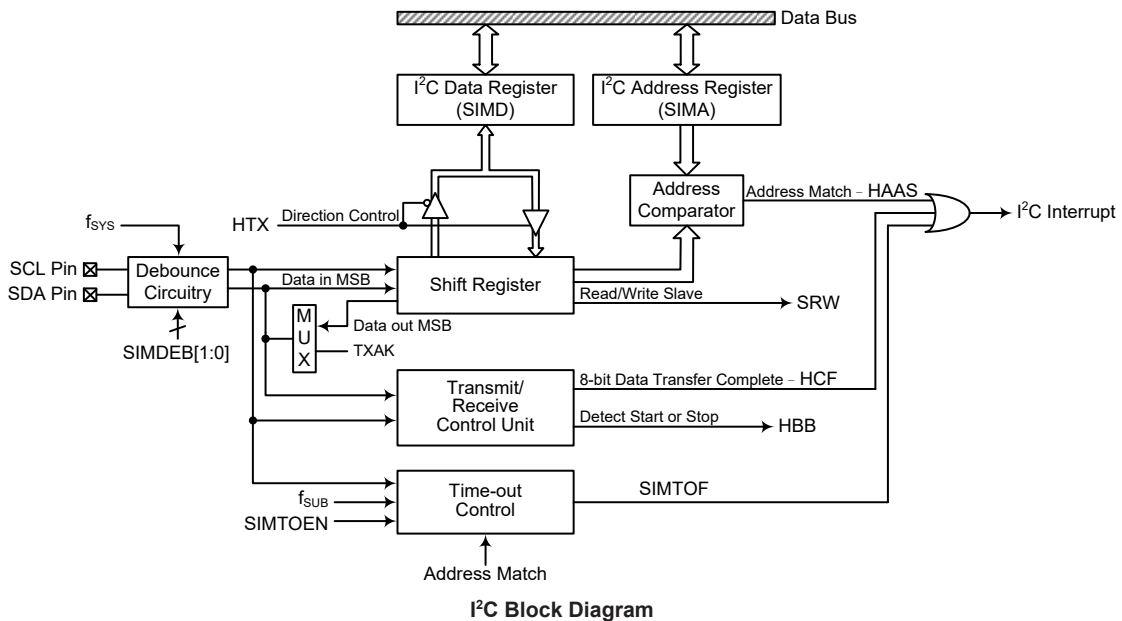 Data Bus
I²C Data Register
(SIMD)
I²C Address Register
(SIMA)
Address
Comparator
Address Match – HAAS
I²C Interrupt
HTX
Direction Control
fSYS
SCL Pin
SDA Pin
Debounce
Circuitry
SIMDEB[1:0]
Data in MSB
Shift Register
Read/Write Slave
SRW
M
U
X
Data out MSB
TXAK
Transmit/
Receive
Control Unit
8-bit Data Transfer Complete – HCF
Detect Start or Stop
HBB
fSUB
SIMTOEN
Time-out
Control
SIMTOF
Address Match
I²C Block Diagram